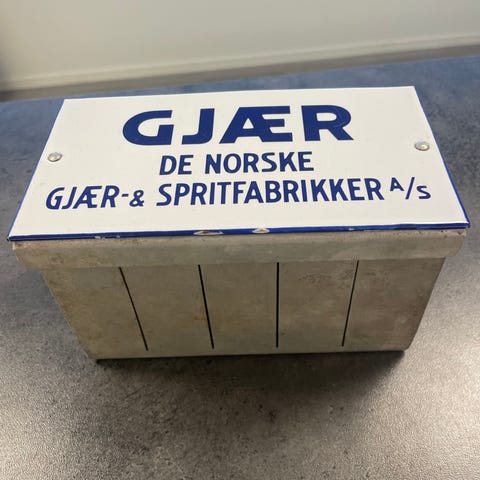 GJÆR
DE NORSKE
GJÆR-& SPRITFABRIKKER A/S